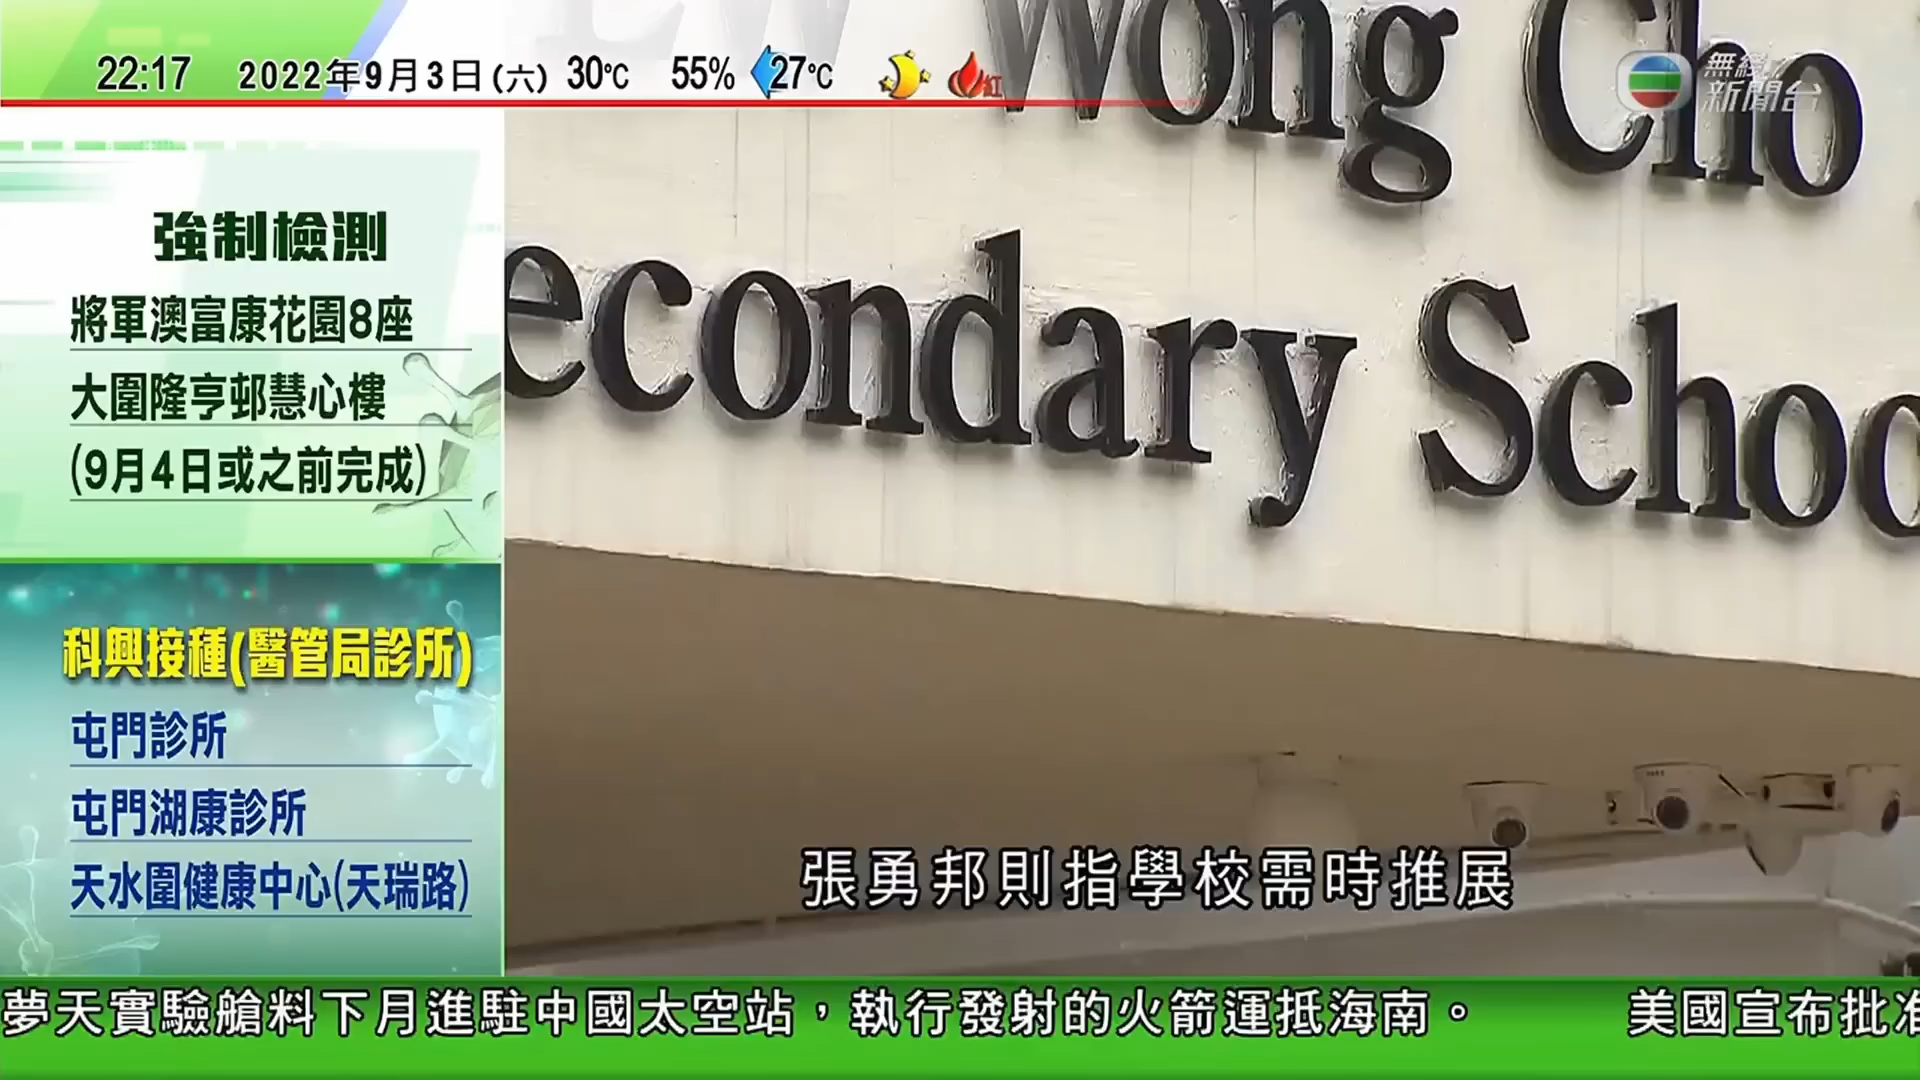 22:17 2022年9月3日(六) 30℃ 55% 27℃ 紅
無綫
新聞台
Wong Cho
econdary Schoo
強制檢測
將軍澳富康花園8座
大圍隆亨邨慧心樓
(9月4日或之前完成)
科興接種(醫管局診所)
屯門診所
屯門湖康診所
天水圍健康中心(天瑞路)
張勇邦則指學校需時推展
夢天實驗艙料下月進駐中國太空站，執行發射的火箭運抵海南。 美國宣布批准